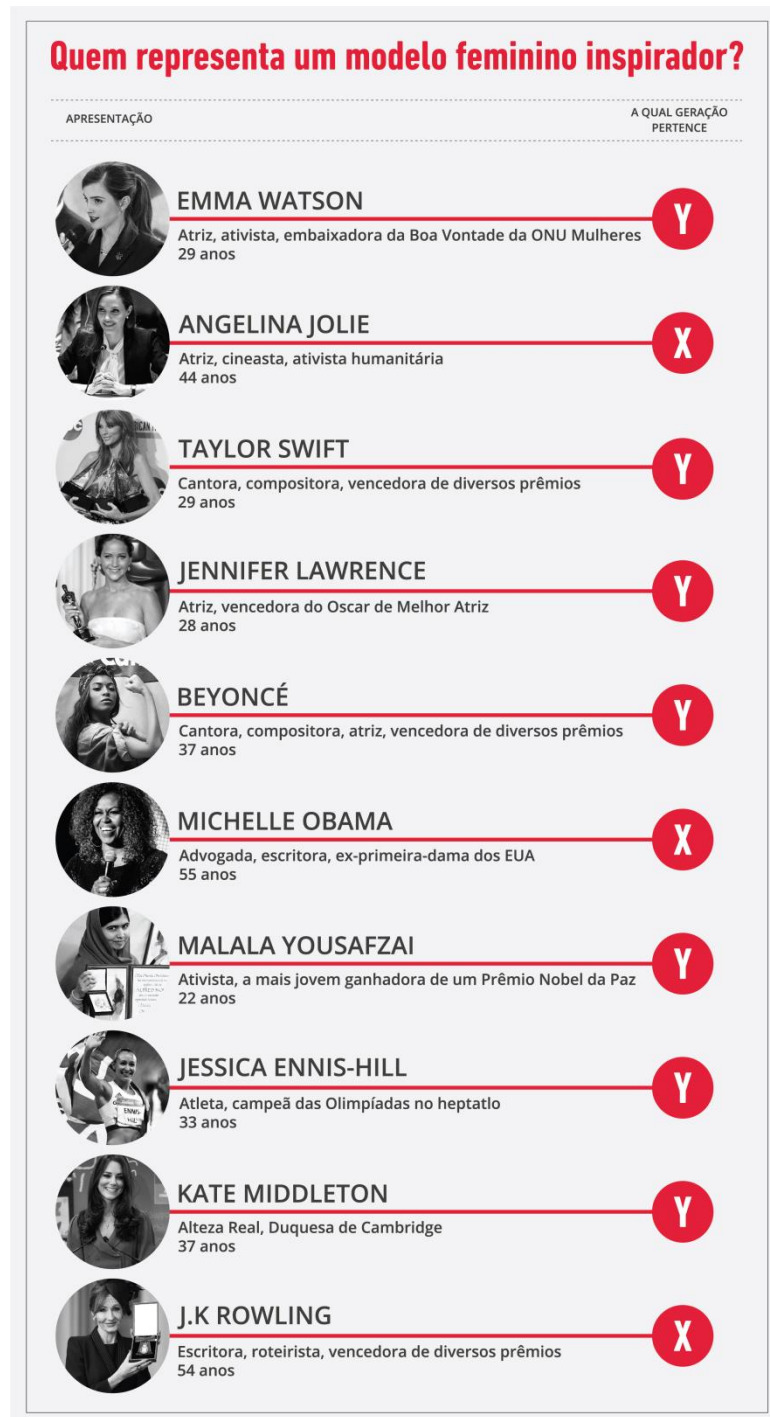 Quem representa um modelo feminino inspirador?
APRESENTAÇÃO
A QUAL GERAÇÃO
PERTENCE
EMMA WATSON
Atriz, ativista, embaixadora da Boa Vontade da ONU Mulheres
29 anos
Y
ANGELINA JOLIE
Atriz, cineasta, ativista humanitária
44 anos
X
TAYLOR SWIFT
Cantora, compositora, vencedora de diversos prêmios
29 anos
Y
JENNIFER LAWRENCE
Atriz, vencedora do Oscar de Melhor Atriz
28 anos
Y
BEYONCÉ
Cantora, compositora, atriz, vencedora de diversos prêmios
37 anos
Y
MICHELLE OBAMA
Advogada, escritora, ex-primeira-dama dos EUA
55 anos
X
MALALA YOUSAFZAI
Ativista, a mais jovem ganhadora de um Prêmio Nobel da Paz
22 anos
Y
JESSICA ENNIS-HILL
Atleta, campeã das Olimpíadas no heptatlo
33 anos
Y
KATE MIDDLETON
Alteza Real, Duquesa de Cambridge
37 anos
Y
J.K ROWLING
Escritora, roteirista, vencedora de diversos prêmios
54 anos
X